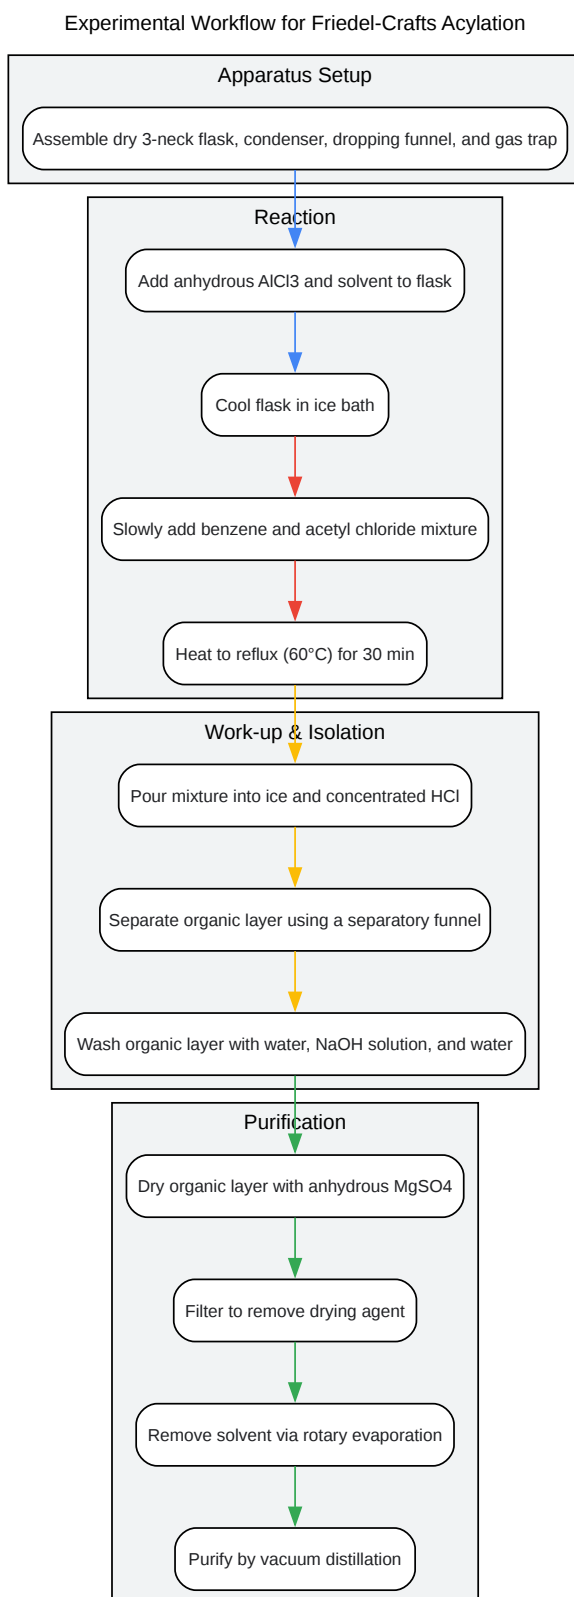 Experimental Workflow for Friedel-Crafts Acylation
Apparatus Setup
Assemble dry 3-neck flask, condenser, dropping funnel, and gas trap
Reaction
Add anhydrous AlCl3 and solvent to flask
Cool flask in ice bath
Slowly add benzene and acetyl chloride mixture
Heat to reflux (60°C) for 30 min
Work-up & Isolation
Pour mixture into ice and concentrated HCl
Separate organic layer using a separatory funnel
Wash organic layer with water, NaOH solution, and water
Purification
Dry organic layer with anhydrous MgSO4
Filter to remove drying agent
Remove solvent via rotary evaporation
Purify by vacuum distillation